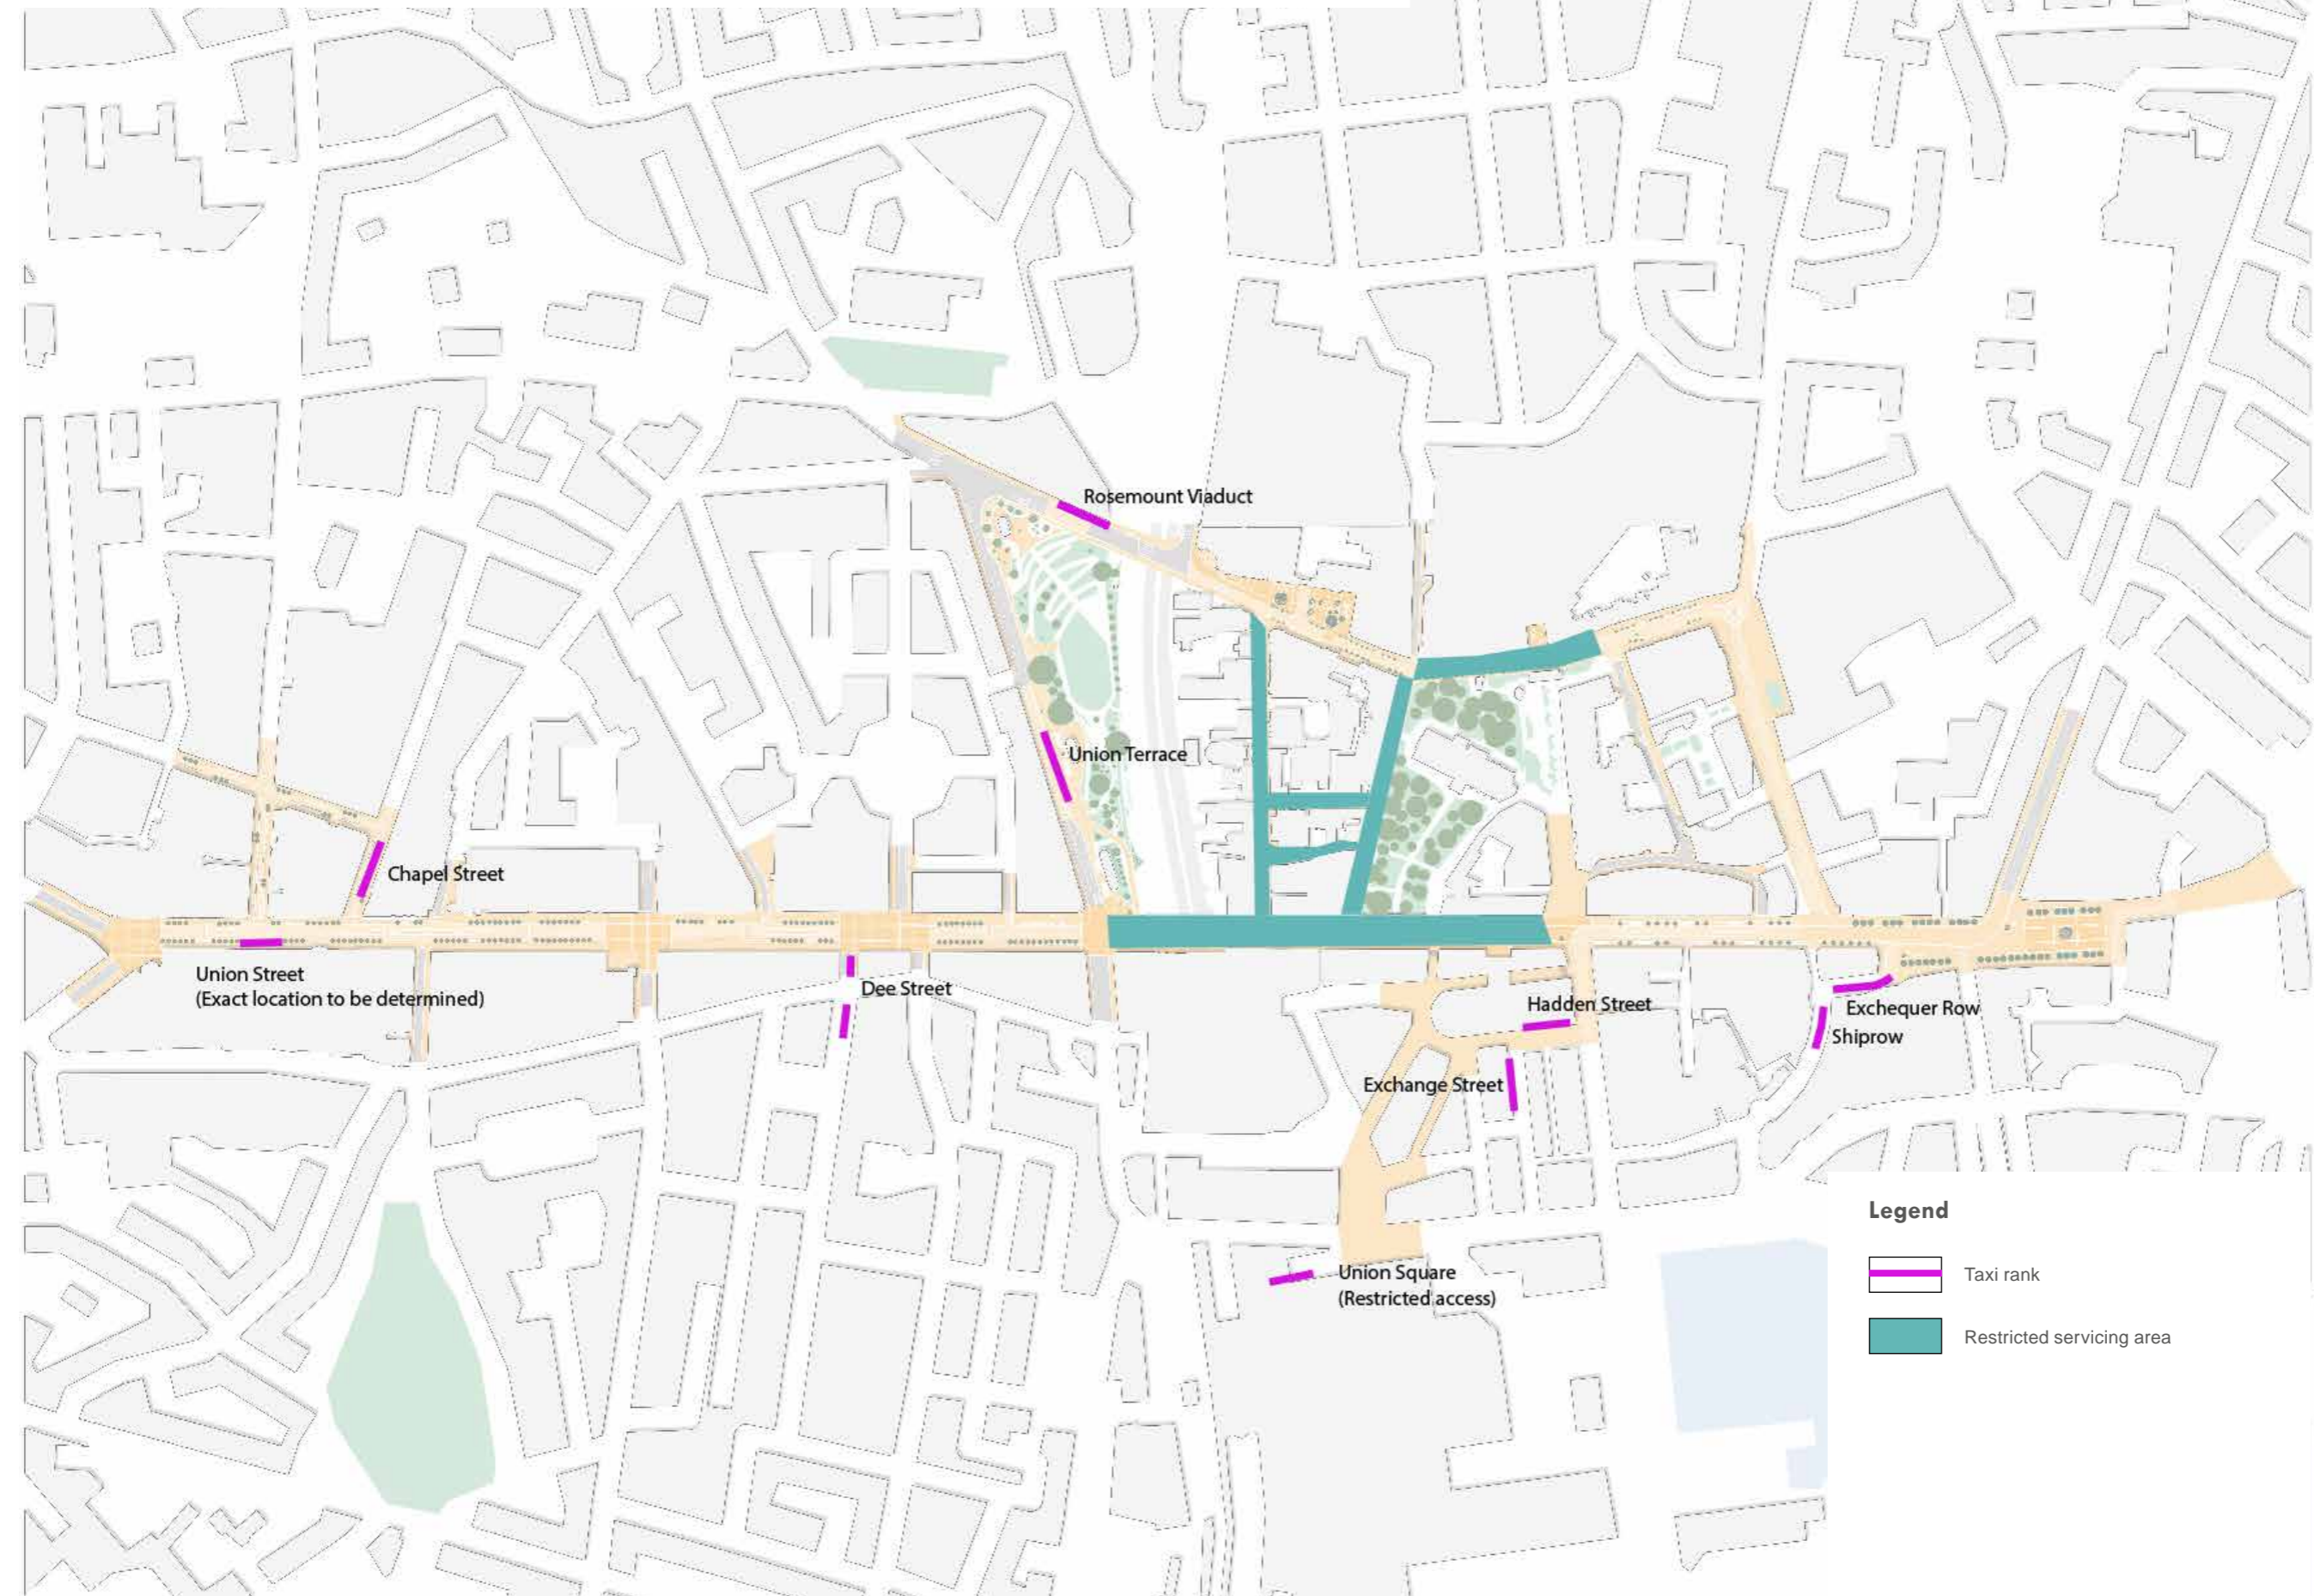 Rosemount Viaduct
Union Terrace
Chapel Street
Union Street
(Exact location to be determined)
Dee Street
Hadden Street
Exchequer Row
Shiprow
Exchange Street
Union Square
(Restricted access)
Legend
Taxi rank
Restricted servicing area